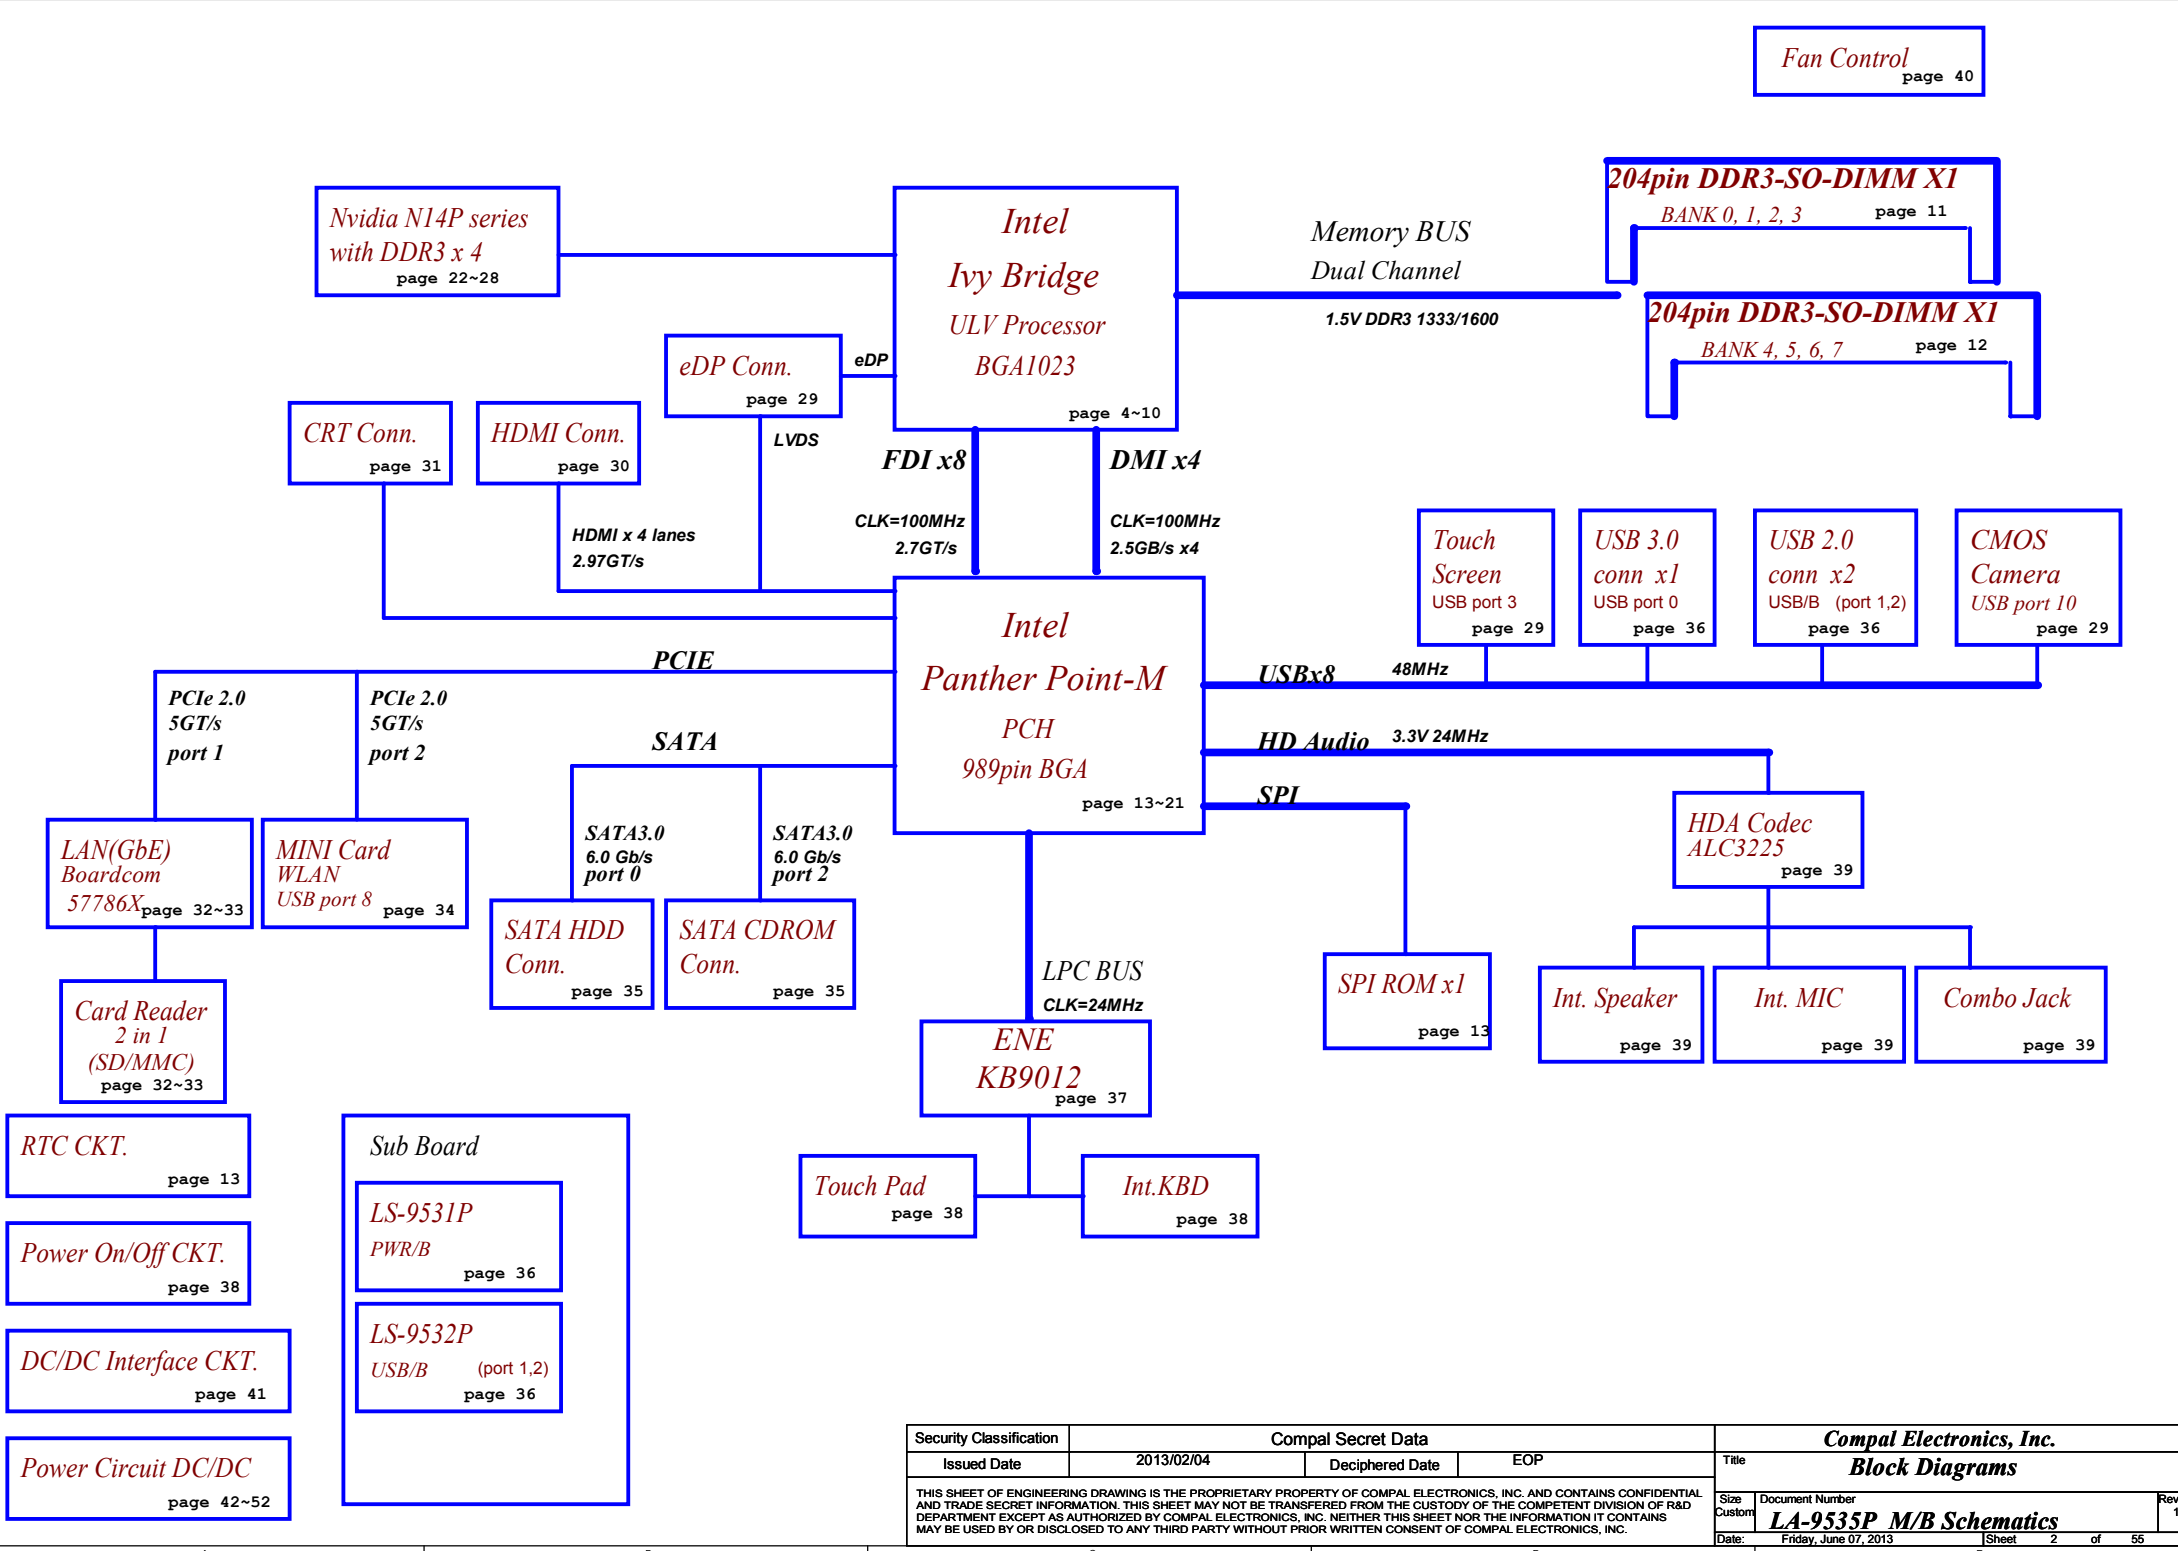 Fan Control
page 40
204pin DDR3-SO-DIMM X1
BANK 0, 1, 2, 3 page 11
204pin DDR3-SO-DIMM X1
BANK 4, 5, 6, 7 page 12
Nvidia N14P series
with DDR3 x 4
page 22~28
Intel
Ivy Bridge
ULV Processor
BGA1023
page 4~10
Memory BUS
Dual Channel
1.5V DDR3 1333/1600
eDP Conn.
page 29
eDP
LVDS
CRT Conn.
page 31
HDMI Conn.
page 30
HDMI x 4 lanes
2.97GT/s
FDI x8
CLK=100MHz
2.7GT/s
DMI x4
CLK=100MHz
2.5GB/s x4
Touch
Screen
USB port 3
page 29
USB 3.0
conn x1
USB port 0
page 36
USB 2.0
conn x2
USB/B (port 1,2)
page 36
CMOS
Camera
USB port 10
page 29
Intel
Panther Point-M
PCH
989pin BGA
page 13~21
USBx8 48MHz
HD Audio 3.3V 24MHz
SPI
PCIE
PCIe 2.0
5GT/s
port 1
PCIe 2.0
5GT/s
port 2
SATA
SATA3.0
6.0 Gb/s
port 0
SATA3.0
6.0 Gb/s
port 2
LAN(GbE)
Boardcom
57786X
page 32~33
MINI Card
WLAN
USB port 8
page 34
SATA HDD
Conn.
page 35
SATA CDROM
Conn.
page 35
HDA Codec
ALC3225
page 39
LPC BUS
CLK=24MHz
SPI ROM x1
page 13
Int. Speaker
page 39
Int. MIC
page 39
Combo Jack
page 39
Card Reader
2 in 1
(SD/MMC)
page 32~33
ENE
KB9012
page 37
Touch Pad
page 38
Int.KBD
page 38
RTC CKT.
page 13
Power On/Off CKT.
page 38
DC/DC Interface CKT.
page 41
Power Circuit DC/DC
page 42~52
Sub Board
LS-9531P
PWR/B
page 36
LS-9532P
USB/B (port 1,2)
page 36
Security Classification Compal Secret Data
Issued Date 2013/02/04 Deciphered Date EOP
THIS SHEET OF ENGINEERING DRAWING IS THE PROPRIETARY PROPERTY OF COMPAL ELECTRONICS, INC. AND CONTAINS CONFIDENTIAL
AND TRADE SECRET INFORMATION. THIS SHEET MAY NOT BE TRANSFERED FROM THE CUSTODY OF THE COMPETENT DIVISION OF R&D
DEPARTMENT EXCEPT AS AUTHORIZED BY COMPAL ELECTRONICS, INC. NEITHER THIS SHEET NOR THE INFORMATION IT CONTAINS
MAY BE USED BY OR DISCLOSED TO ANY THIRD PARTY WITHOUT PRIOR WRITTEN CONSENT OF COMPAL ELECTRONICS, INC.
Compal Electronics, Inc.
Title
Block Diagrams
Size Document Number Rev
Custom
LA-9535P M/B Schematics
Date: Friday, June 07, 2013 Sheet 2 of 55